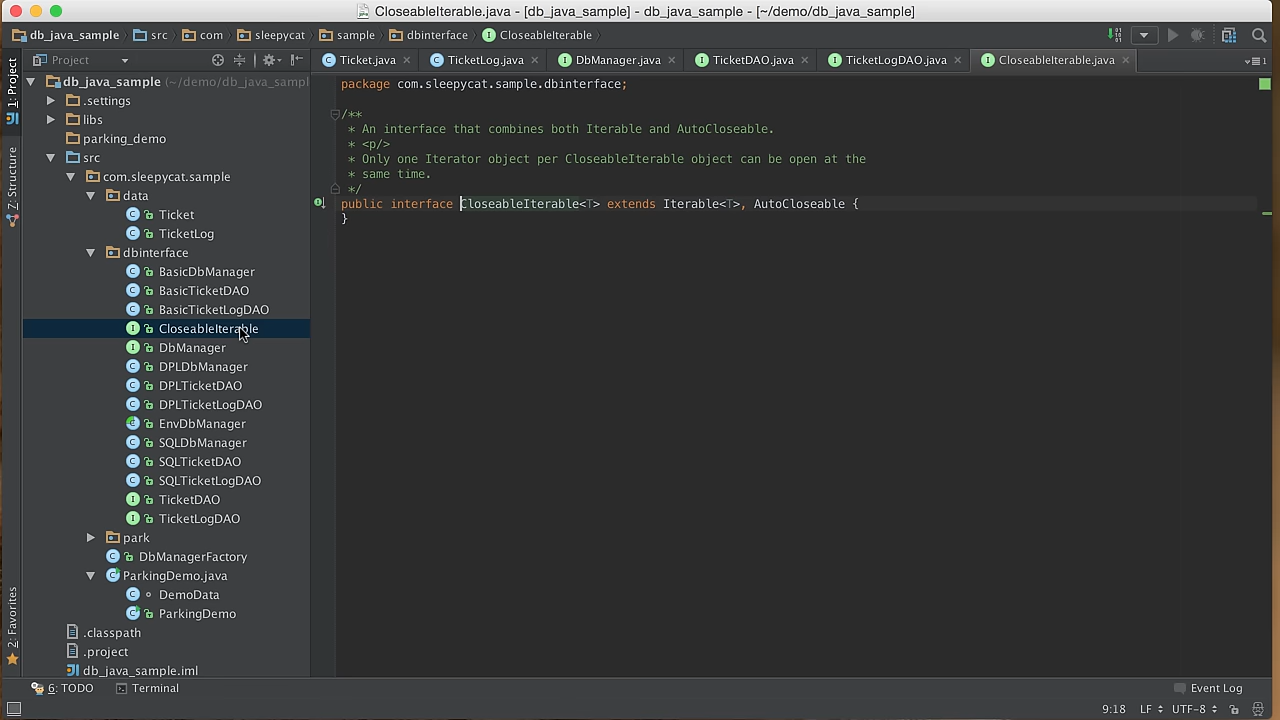 CloseableIterable.java - [db_java_sample] - db_java_sample - [~/demo/db_java_sample]
db_java_sample src com sleepycat sample dbinterface CloseableIterable
Project
Ticket.java TicketLog.java DbManager.java TicketDAO.java TicketLogDAO.java CloseableIterable.java
1: Project
Z: Structure
2: Favorites
db_java_sample (~/demo/db_java_sampl
.settings
libs
parking_demo
src
com.sleepycat.sample
data
Ticket
TicketLog
dbinterface
BasicDbManager
BasicTicketDAO
BasicTicketLogDAO
CloseableIterable
DbManager
DPLDbManager
DPLTicketDAO
DPLTicketLogDAO
EnvDbManager
SQLDbManager
SQLTicketDAO
SQLTicketLogDAO
TicketDAO
TicketLogDAO
park
DbManagerFactory
ParkingDemo.java
DemoData
ParkingDemo
.classpath
.project
db_java_sample.iml
package com.sleepycat.sample.dbinterface;
/**
* An interface that combines both Iterable and AutoCloseable.
* <p/>
* Only one Iterator object per CloseableIterable object can be open at the
* same time.
*/
public interface CloseableIterable<T> extends Iterable<T>, AutoCloseable {
}
6: TODO Terminal Event Log
9:18 LF UTF-8